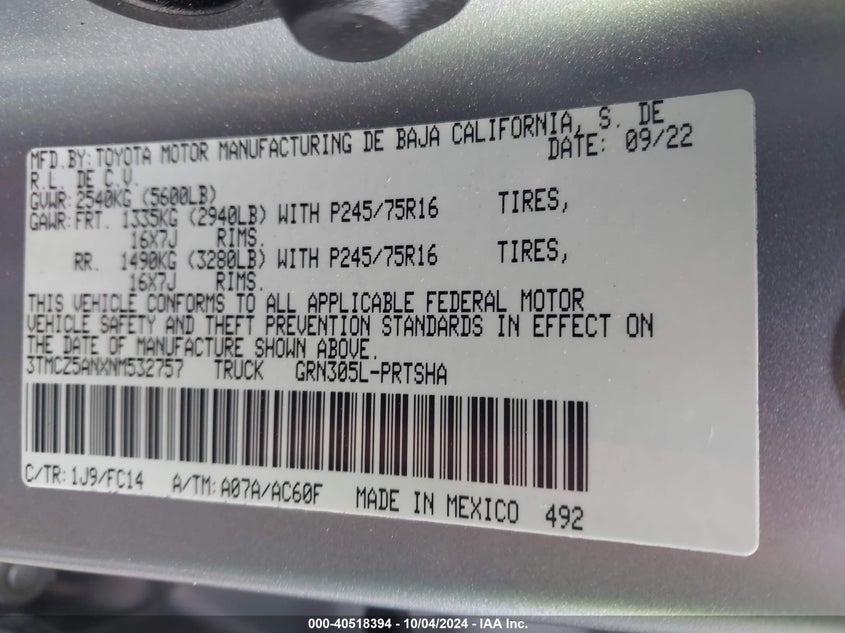 MFD.BY: TOYOTA MOTOR MANUFACTURING DE BAJA CALIFORNIA, S. DE
R.L. DE C.V. DATE: 09/22
GVWR: 2540KG (5600LB)
GAWR: FRT. 1335KG (2940LB) WITH P245/75R16 TIRES,
16X7J RIMS.
RR. 1490KG (3280LB) WITH P245/75R16 TIRES,
16X7J RIMS.
THIS VEHICLE CONFORMS TO ALL APPLICABLE FEDERAL MOTOR
VEHICLE SAFETY AND THEFT PREVENTION STANDARDS IN EFFECT ON
THE DATE OF MANUFACTURE SHOWN ABOVE.
3TMCZ5ANXNM532757 TRUCK GRN305L-PRTSHA
C/TR: 1J9/FC14 A/TM: A07A/AC60F MADE IN MEXICO 492
000-40518394 - 10/04/2024 - IAA Inc.